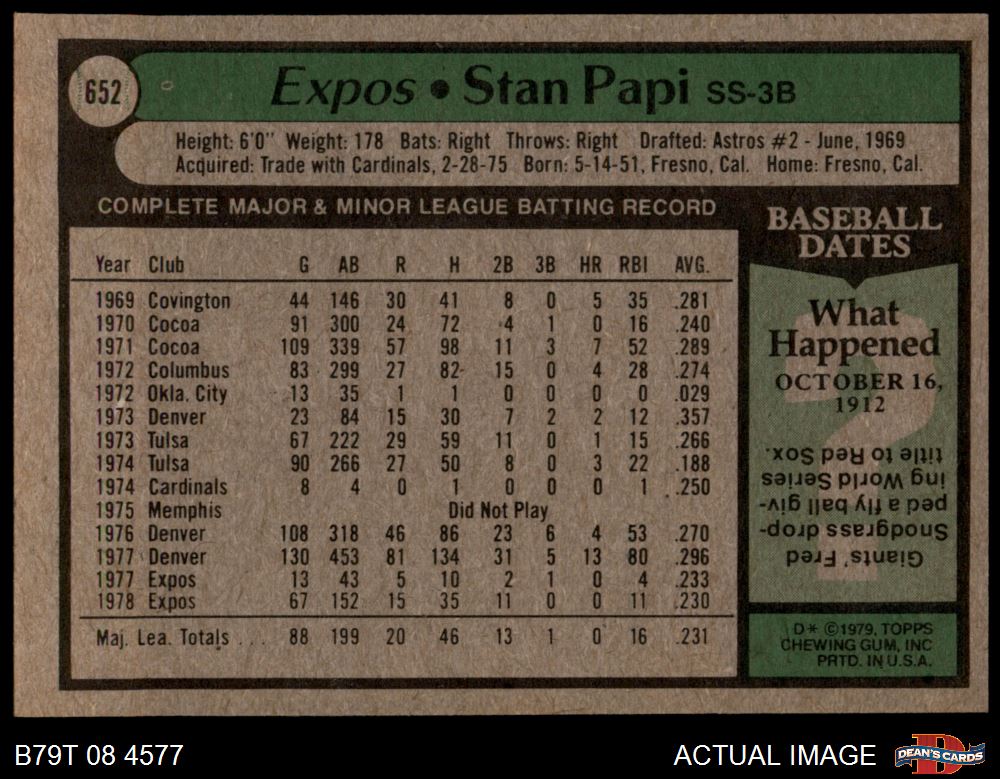 652
Expos • Stan Papi SS-3B
Height: 6'0" Weight: 178 Bats: Right Throws: Right Drafted: Astros #2 - June, 1969
Acquired: Trade with Cardinals, 2-28-75 Born: 5-14-51, Fresno, Cal. Home: Fresno, Cal.
COMPLETE MAJOR & MINOR LEAGUE BATTING RECORD
Year Club G AB R H 2B 3B HR RBI AVG.
1969 Covington 44 146 30 41 8 0 5 35 .281
1970 Cocoa 91 300 24 72 4 1 0 16 .240
1971 Cocoa 109 339 57 98 11 3 7 52 .289
1972 Columbus 83 299 27 82 15 0 4 28 .274
1972 Okla. City 13 35 1 1 0 0 0 0 .029
1973 Denver 23 84 15 30 7 2 2 12 .357
1973 Tulsa 67 222 29 59 11 0 1 15 .266
1974 Tulsa 90 266 27 50 8 0 3 22 .188
1974 Cardinals 8 4 0 1 0 0 0 1 .250
1975 Memphis Did Not Play
1976 Denver 108 318 46 86 23 6 4 53 .270
1977 Denver 130 453 81 134 31 5 13 80 .296
1977 Expos 13 43 5 10 2 1 0 4 .233
1978 Expos 67 152 15 35 11 0 0 11 .230
Maj. Lea. Totals ... 88 199 20 46 13 1 0 16 .231
BASEBALL
DATES
What
Happened
OCTOBER 16,
1912
Giants' Fred
Snodgrass drop-
ped a fly ball giv-
ing World Series
title to Red Sox.
D* ©1979, TOPPS
CHEWING GUM, INC
PRTD. IN U.S.A.
B79T 08 4577
ACTUAL IMAGE
DEAN'S CARDS